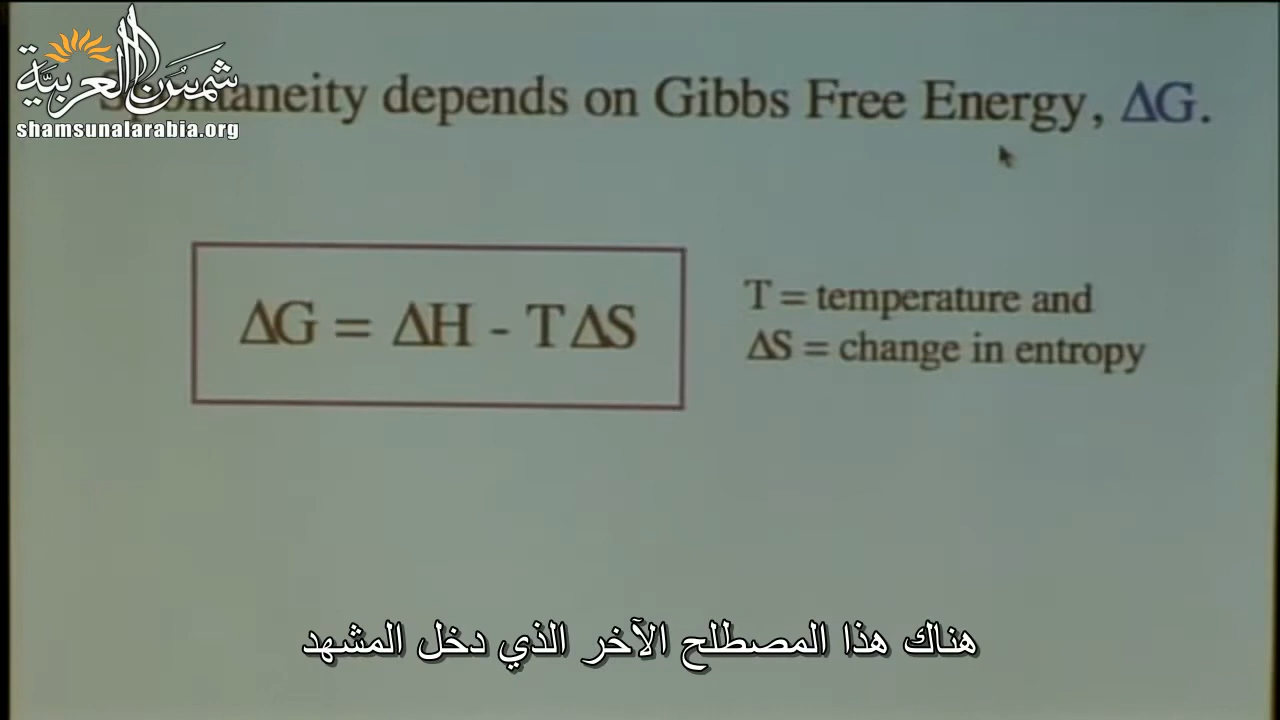 شمس العربية
shamsunalarabia.org
Spontaneity depends on Gibbs Free Energy, ΔG.
ΔG = ΔH - TΔS
T = temperature and
ΔS = change in entropy
هناك هذا المصطلح الآخر الذي دخل المشهد